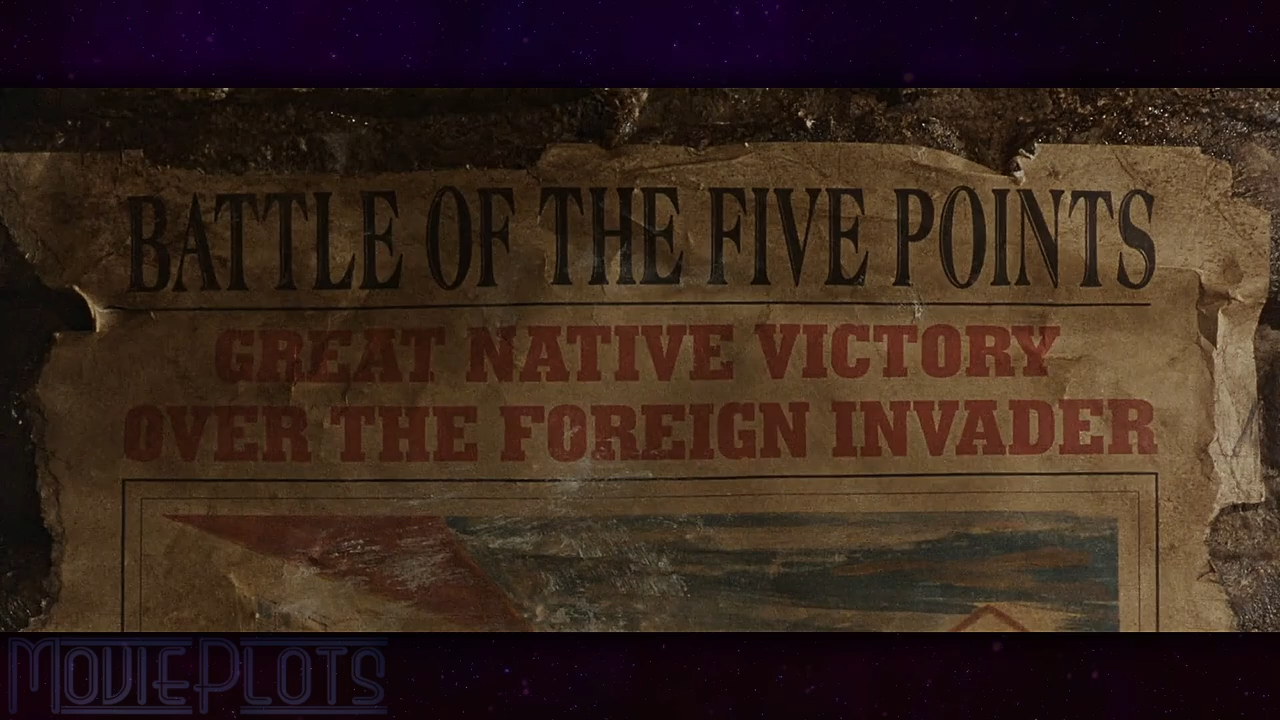 BATTLE OF THE FIVE POINTS
GREAT NATIVE VICTORY
OVER THE FOREIGN INVADER
MOVIEPLOTS